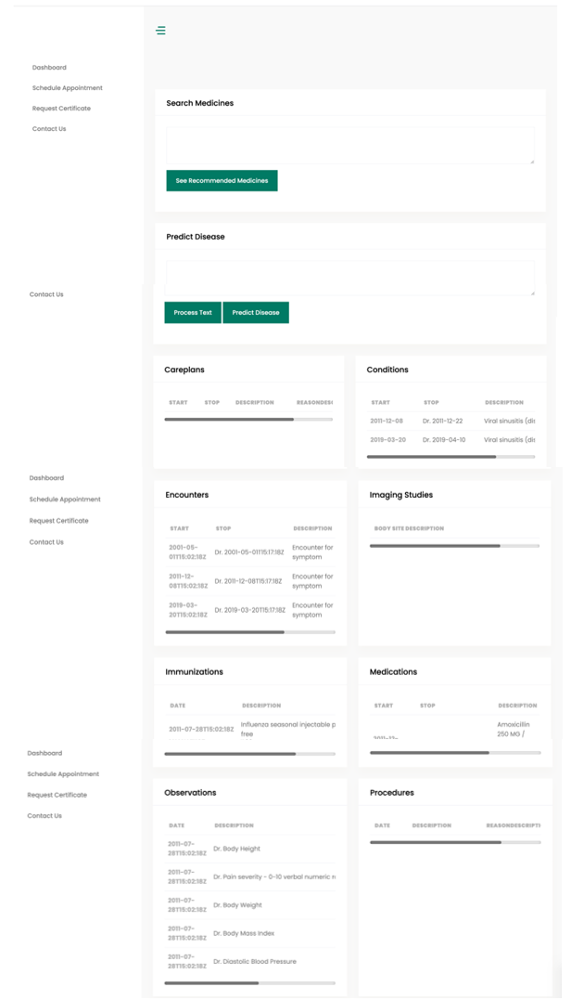 Dashboard
Schedule Appointment
Request Certificate
Contact Us
Search Medicines
See Recommended Medicines
Predict Disease
Contact Us
Process Text Predict Disease
Careplans
START STOP DESCRIPTION REASONDESI
Conditions
START STOP DESCRIPTION
2011-12-08 Dr. 2011-12-22 Viral sinusitis (dis
2019-03-20 Dr. 2019-04-10 Viral sinusitis (dis
Dashboard
Schedule Appointment
Request Certificate
Contact Us
Encounters
START STOP DESCRIPTION
2001-05-
01T15:02:18Z Dr. 2001-05-01T15:17:18Z Encounter for
symptom
2011-12-
08T15:02:18Z Dr. 2011-12-08T15:17:18Z Encounter for
symptom
2019-03-
20T15:02:18Z Dr. 2019-03-20T15:17:18Z Encounter for
symptom
Imaging Studies
BODY SITE DESCRIPTION
Immunizations
DATE DESCRIPTION
2011-07-28T15:02:18Z Influenza seasonal injectable p
free
Medications
START STOP DESCRIPTION
Amoxicillin
250 MG /
2011-12-
Dashboard
Schedule Appointment
Request Certificate
Contact Us
Observations
DATE DESCRIPTION
2011-07-
28T15:02:18Z Dr. Body Height
2011-07-
28T15:02:18Z Dr. Pain severity - 0-10 verbal numeric r
2011-07-
28T15:02:18Z Dr. Body Weight
2011-07-
28T15:02:18Z Dr. Body Mass Index
2011-07-
28T15:02:18Z Dr. Diastolic Blood Pressure
Procedures
DATE DESCRIPTION REASONDESCRIPTI